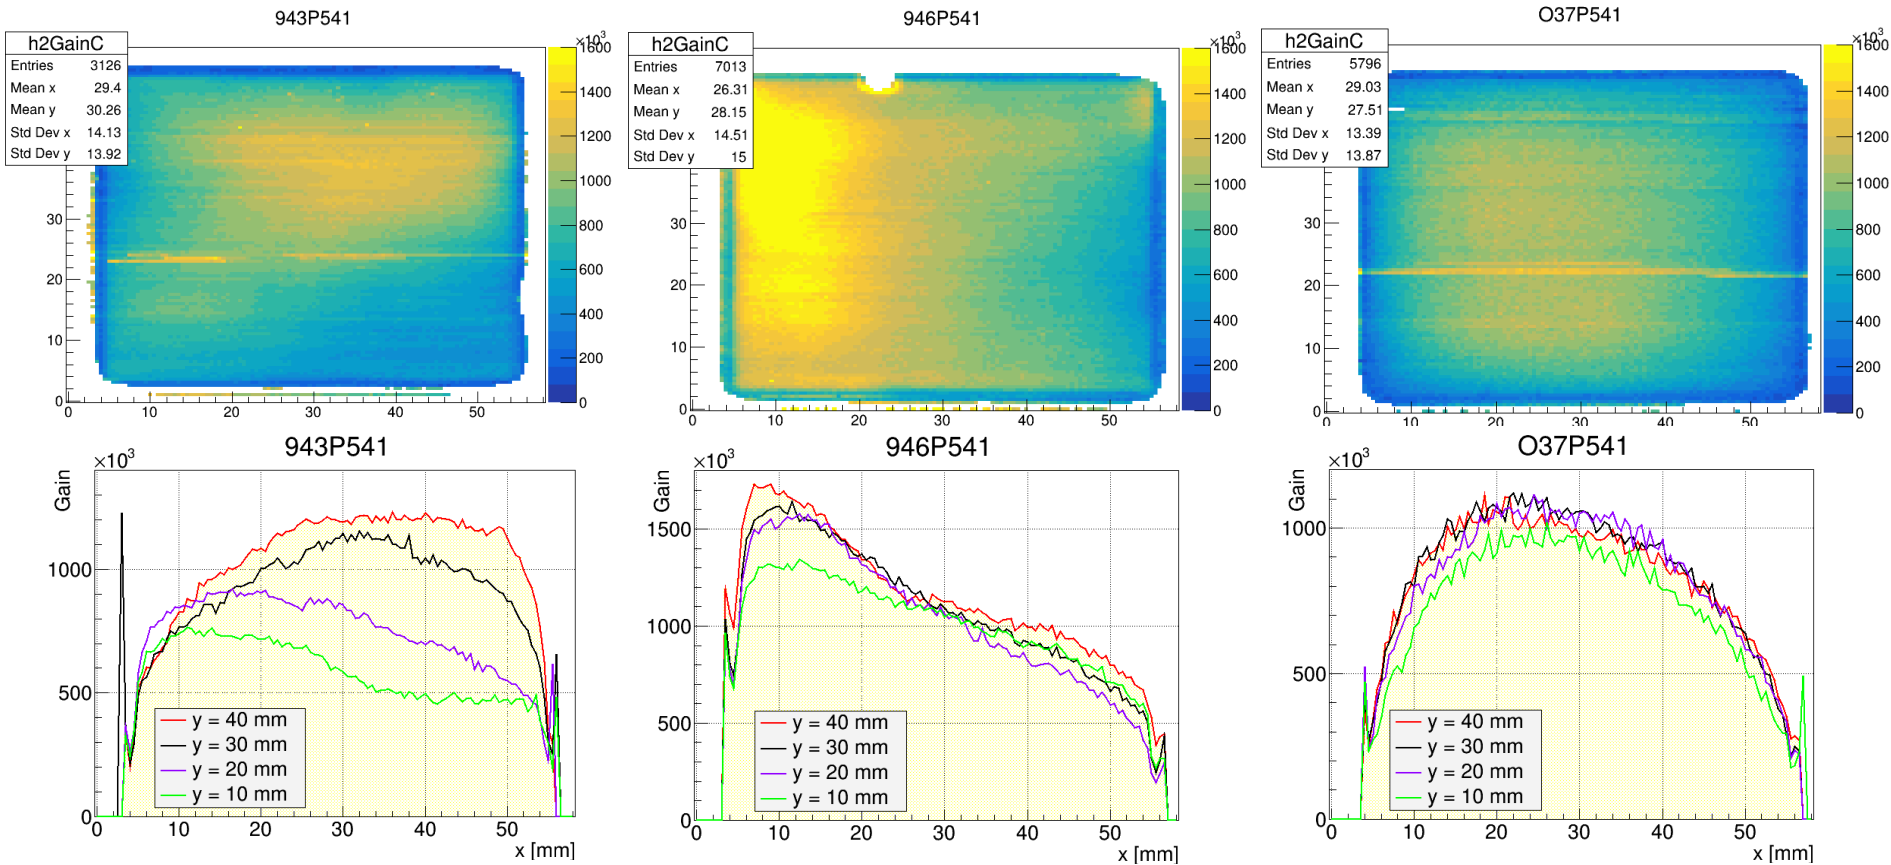 943P541
h2GainC
Entries 3126
Mean x 29.4
Mean y 30.26
Std Dev x 14.13
Std Dev y 13.92
×10³
1600
1400
1200
1000
800
600
400
200
0
30
20
10
0
0 10 20 30 40 50
946P541
h2GainC
Entries 7013
Mean x 26.31
Mean y 28.15
Std Dev x 14.51
Std Dev y 15
×10³
1600
1400
1200
1000
800
600
400
200
0
30
20
10
0
0 10 20 30 40 50
O37P541
h2GainC
Entries 5796
Mean x 29.03
Mean y 27.51
Std Dev x 13.39
Std Dev y 13.87
×10³
1600
1400
1200
1000
800
600
400
200
0
30
20
10
0
0 10 20 30 40 50
943P541
×10³
Gain
1000
500
0
y = 40 mm
y = 30 mm
y = 20 mm
y = 10 mm
0 10 20 30 40 50
x [mm]
946P541
×10³
Gain
1500
1000
500
0
y = 40 mm
y = 30 mm
y = 20 mm
y = 10 mm
0 10 20 30 40 50
x [mm]
O37P541
×10³
Gain
1000
500
0
y = 40 mm
y = 30 mm
y = 20 mm
y = 10 mm
0 10 20 30 40 50
x [mm]